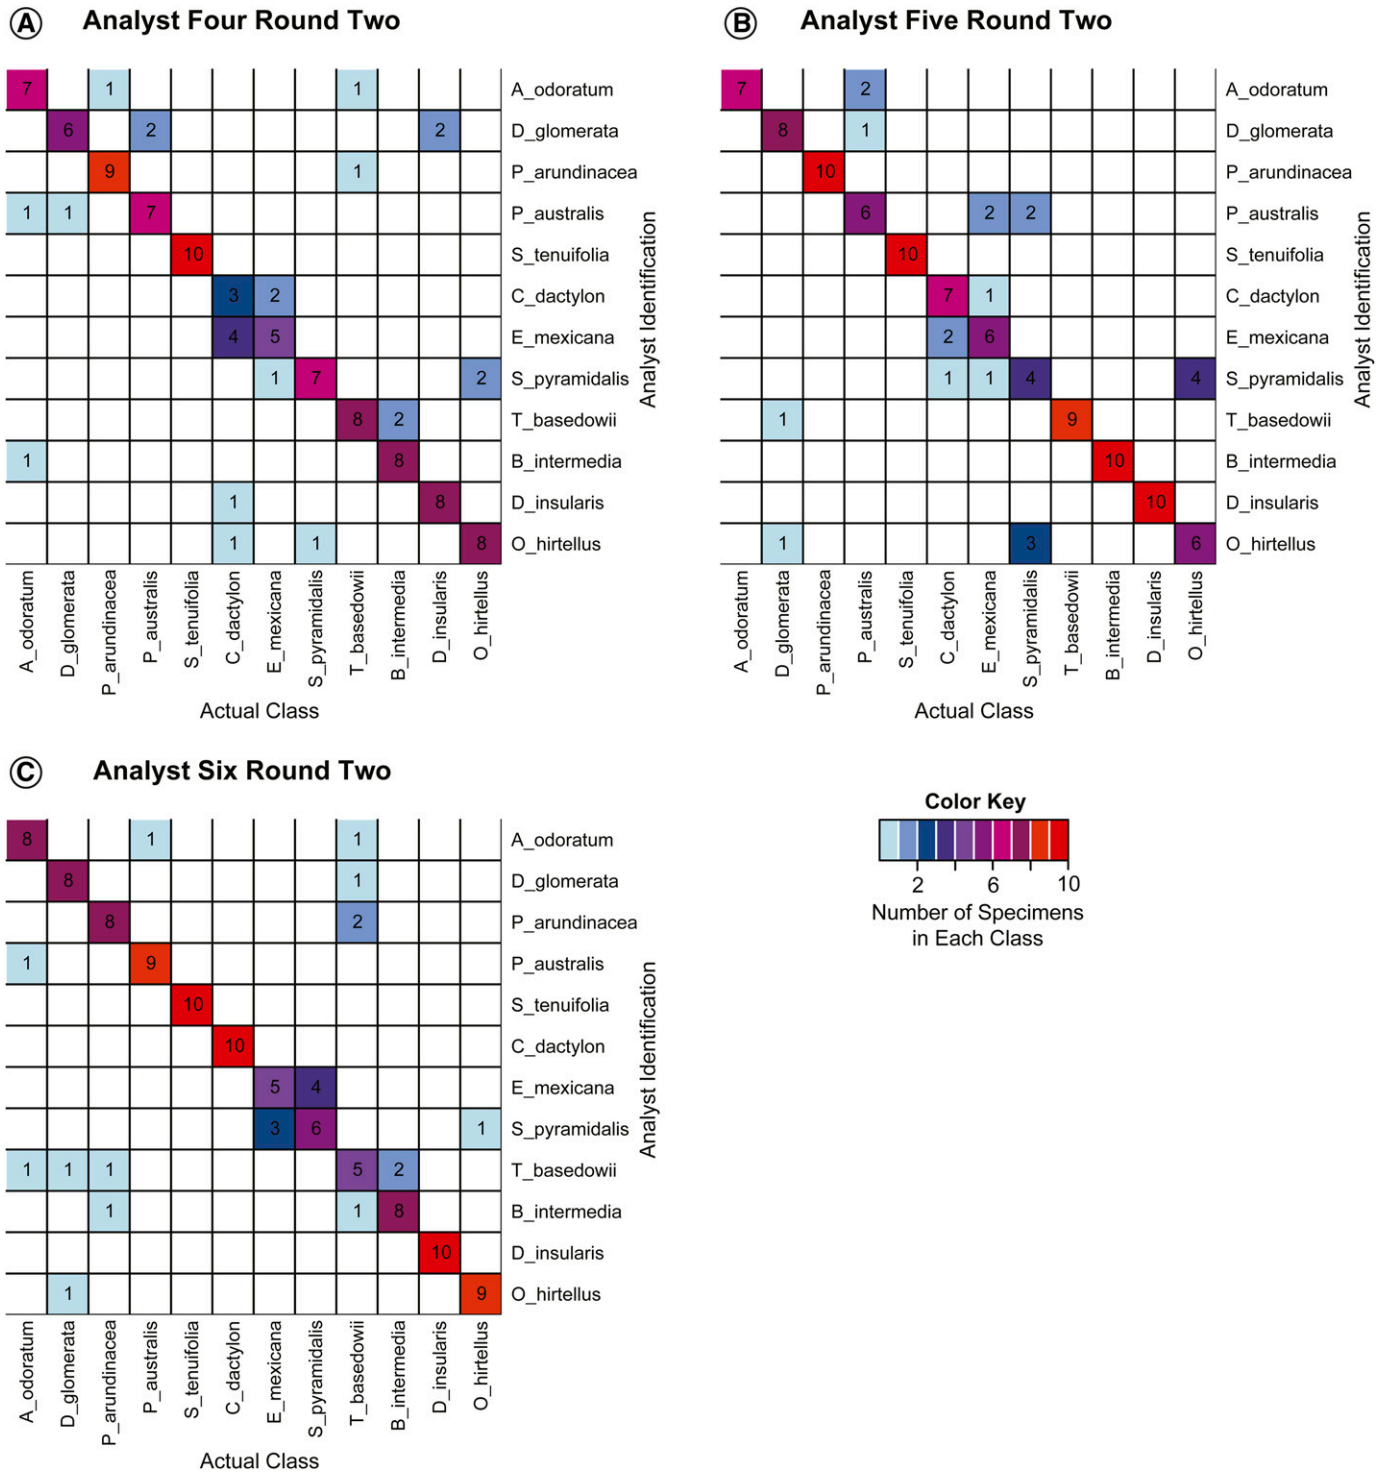 A Analyst Four Round Two
7 1 1 A_odoratum
6 2 2 D_glomerata
9 1 P_arundinacea
1 1 7 P_australis
10 S_tenuifolia
3 2 C_dactylon
4 5 E_mexicana
1 7 2 S_pyramidalis
8 2 T_basedowii
1 8 B_intermedia
1 8 D_insularis
1 1 8 O_hirtellus
Analyst Identification
A_odoratum
D_glomerata
P_arundinacea
P_australis
S_tenuifolia
C_dactylon
E_mexicana
S_pyramidalis
T_basedowii
B_intermedia
D_insularis
O_hirtellus
Actual Class
B Analyst Five Round Two
7 2 A_odoratum
8 1 D_glomerata
10 P_arundinacea
6 2 2 P_australis
10 S_tenuifolia
7 1 C_dactylon
2 6 E_mexicana
1 1 4 4 S_pyramidalis
1 9 T_basedowii
10 B_intermedia
10 D_insularis
1 3 6 O_hirtellus
Analyst Identification
A_odoratum
D_glomerata
P_arundinacea
P_australis
S_tenuifolia
C_dactylon
E_mexicana
S_pyramidalis
T_basedowii
B_intermedia
D_insularis
O_hirtellus
Actual Class
C Analyst Six Round Two
8 1 1 A_odoratum
8 1 D_glomerata
8 2 P_arundinacea
1 9 P_australis
10 S_tenuifolia
10 C_dactylon
5 4 E_mexicana
3 6 1 S_pyramidalis
1 1 1 5 2 T_basedowii
1 1 8 B_intermedia
10 D_insularis
1 9 O_hirtellus
Analyst Identification
A_odoratum
D_glomerata
P_arundinacea
P_australis
S_tenuifolia
C_dactylon
E_mexicana
S_pyramidalis
T_basedowii
B_intermedia
D_insularis
O_hirtellus
Actual Class
Color Key
2 6 10
Number of Specimens
in Each Class